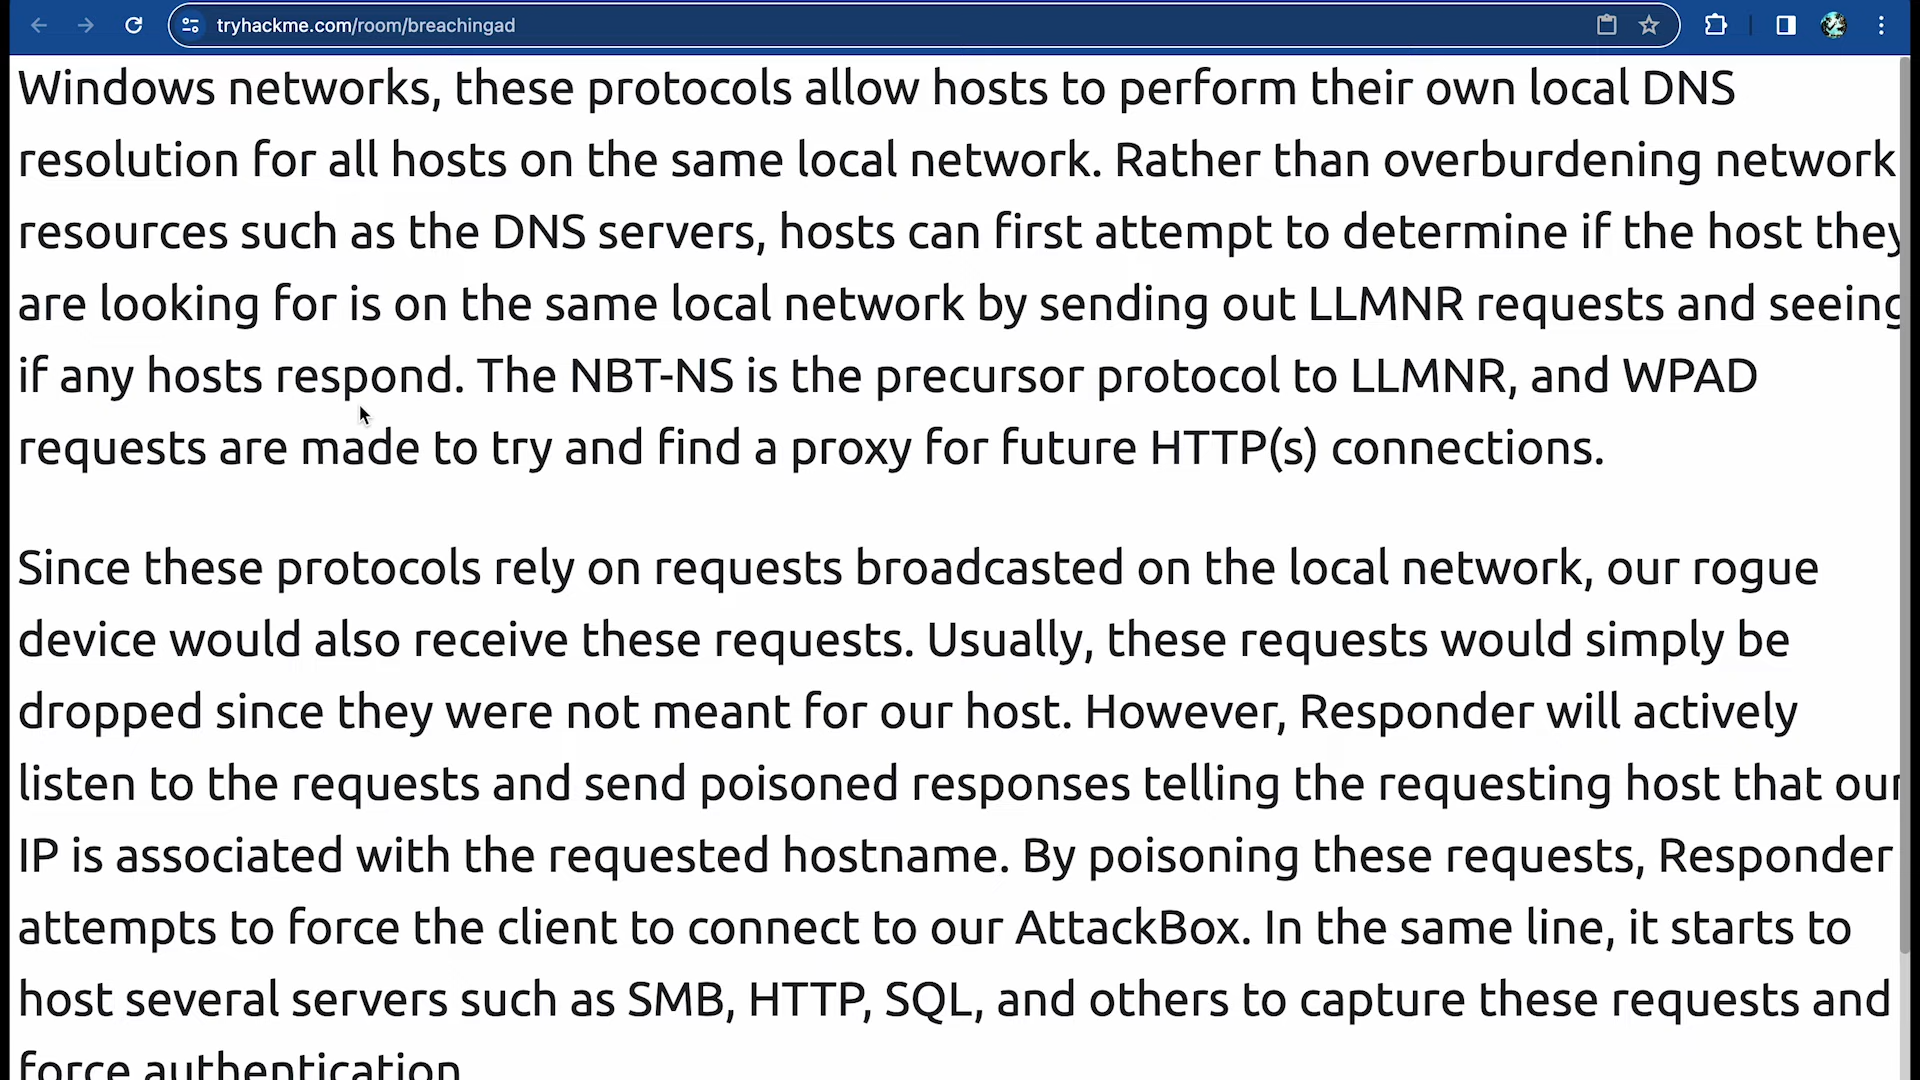 tryhackme.com/room/breachingad
Windows networks, these protocols allow hosts to perform their own local DNS
resolution for all hosts on the same local network. Rather than overburdening network
resources such as the DNS servers, hosts can first attempt to determine if the host they
are looking for is on the same local network by sending out LLMNR requests and seeing
if any hosts respond. The NBT-NS is the precursor protocol to LLMNR, and WPAD
requests are made to try and find a proxy for future HTTP(s) connections.
Since these protocols rely on requests broadcasted on the local network, our rogue
device would also receive these requests. Usually, these requests would simply be
dropped since they were not meant for our host. However, Responder will actively
listen to the requests and send poisoned responses telling the requesting host that our
IP is associated with the requested hostname. By poisoning these requests, Responder
attempts to force the client to connect to our AttackBox. In the same line, it starts to
host several servers such as SMB, HTTP, SQL, and others to capture these requests and
force authentication